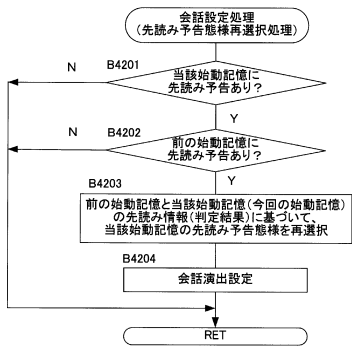 会話設定処理
(先読み予告態様再選択処理)
N
B4201
当該始動記憶に
先読み予告あり?
Y
N
B4202
前の始動記憶に
先読み予告あり?
Y
B4203
前の始動記憶と当該始動記憶(今回の始動記憶)
の先読み情報(判定結果)に基づいて、
当該始動記憶の先読み予告態様を再選択
B4204
会話演出設定
RET